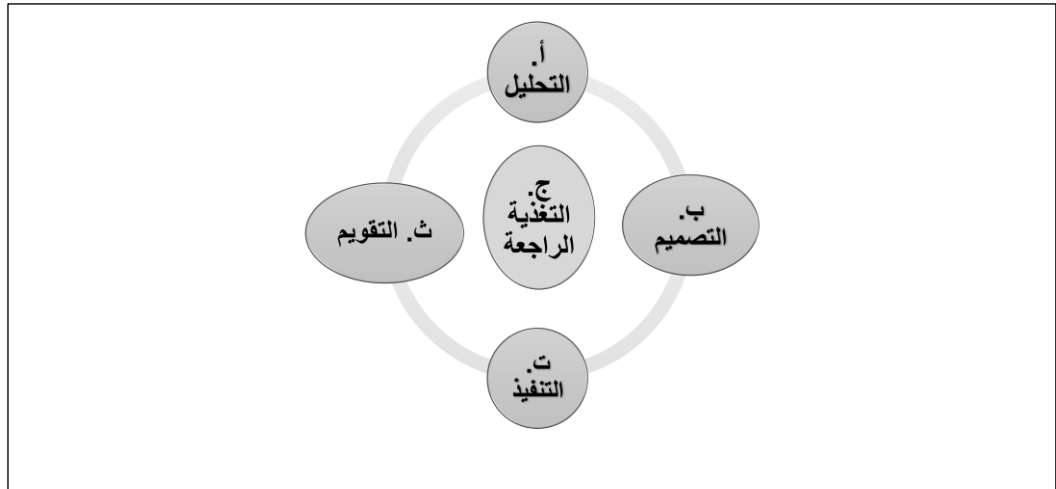 أ.
التحليل
ب.
التصميم
ت.
التنفيذ
ث. التقويم
ج.
التغذية
الراجعة